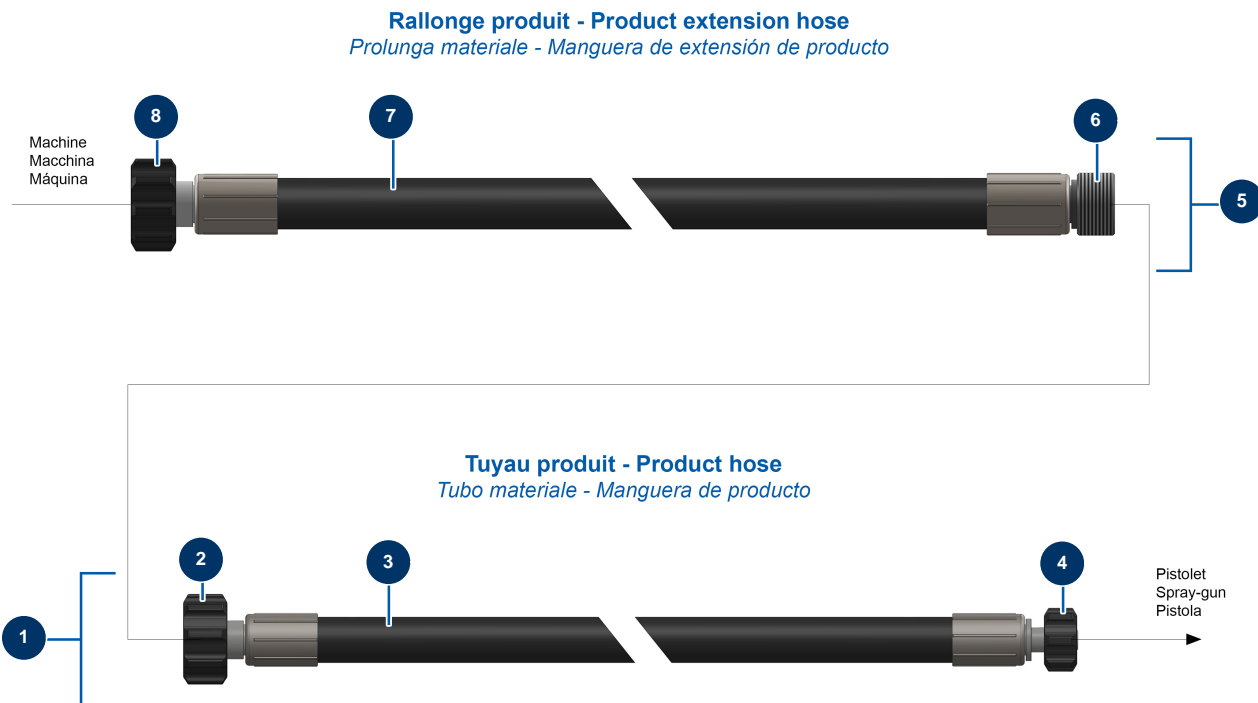 Rallonge produit - Product extension hose
Prolunga materiale - Manguera de extensión de producto
8
7
6
Machine
Macchina
Máquina
5
Tuyau produit - Product hose
Tubo materiale - Manguera de producto
2
3
4
Pistolet
Spray-gun
Pistola
1